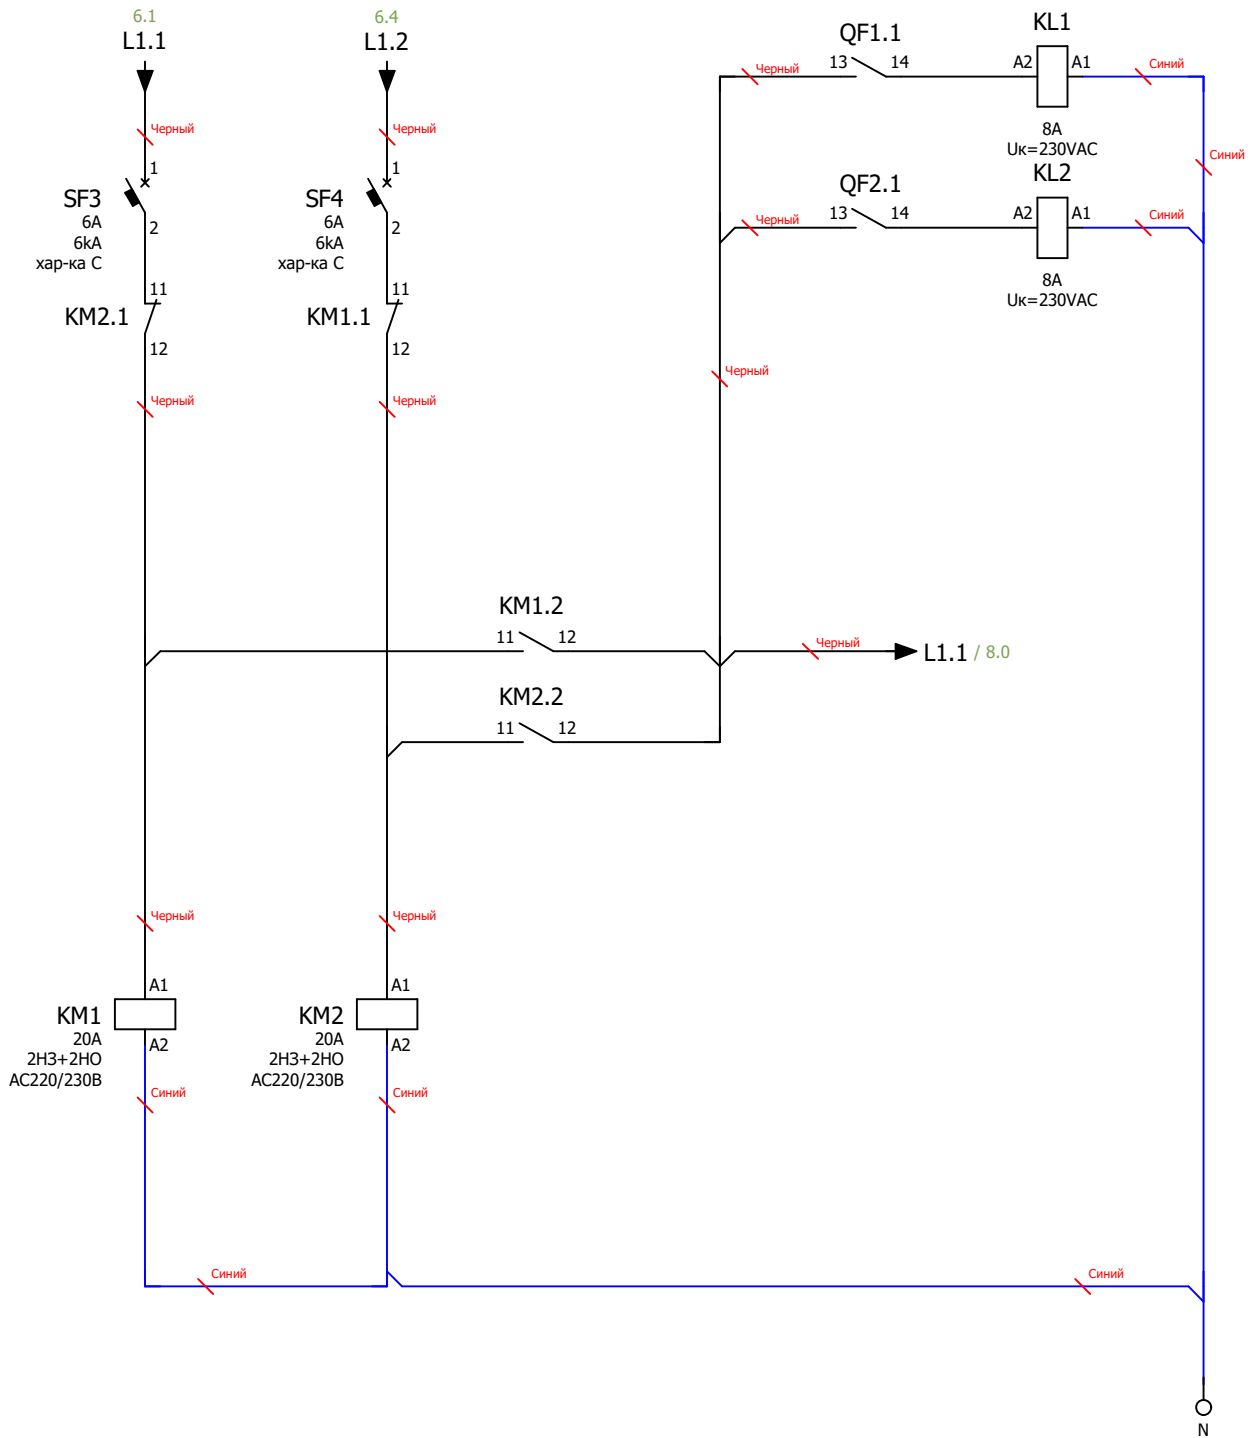 6.1
L1.1
6.4
L1.2
QF1.1
KL1
13
14
A2
A1
Черный
Синий
8А
Uк=230VAC
Черный
Черный
Синий
1
SF3
6А
6kА
хар-ка С
2
1
SF4
6А
6kА
хар-ка С
2
QF2.1
KL2
13
14
A2
A1
Черный
Синий
8А
Uк=230VAC
11
KM2.1
12
11
KM1.1
12
Черный
Черный
Черный
KM1.2
11
12
Черный
L1.1 / 8.0
KM2.2
11
12
Черный
Черный
A1
KM1
20А
2НЗ+2НО
АС220/230В
A2
A1
KM2
20А
2НЗ+2НО
АС220/230В
A2
Синий
Синий
Синий
Синий
N